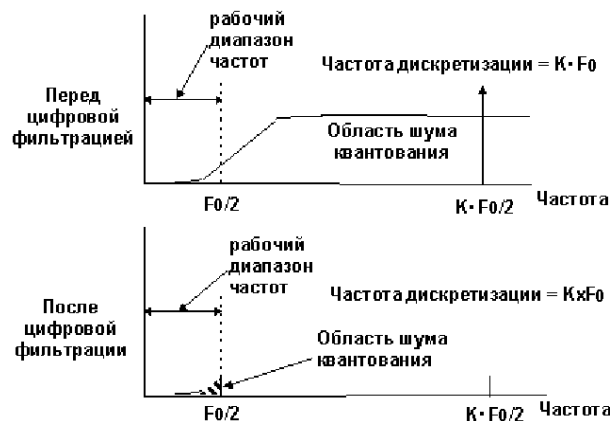 рабочий
диапазон
частот
Частота дискретизации = K· F0
Перед
цифровой
фильтрацией
Область шума
квантования
F0/2
K· F0/2
Частота
рабочий
диапазон
частот
Частота дискретизации = KxF0
После
цифровой
фильтрации
Область шума
квантования
F0/2
K· F0/2
Частота